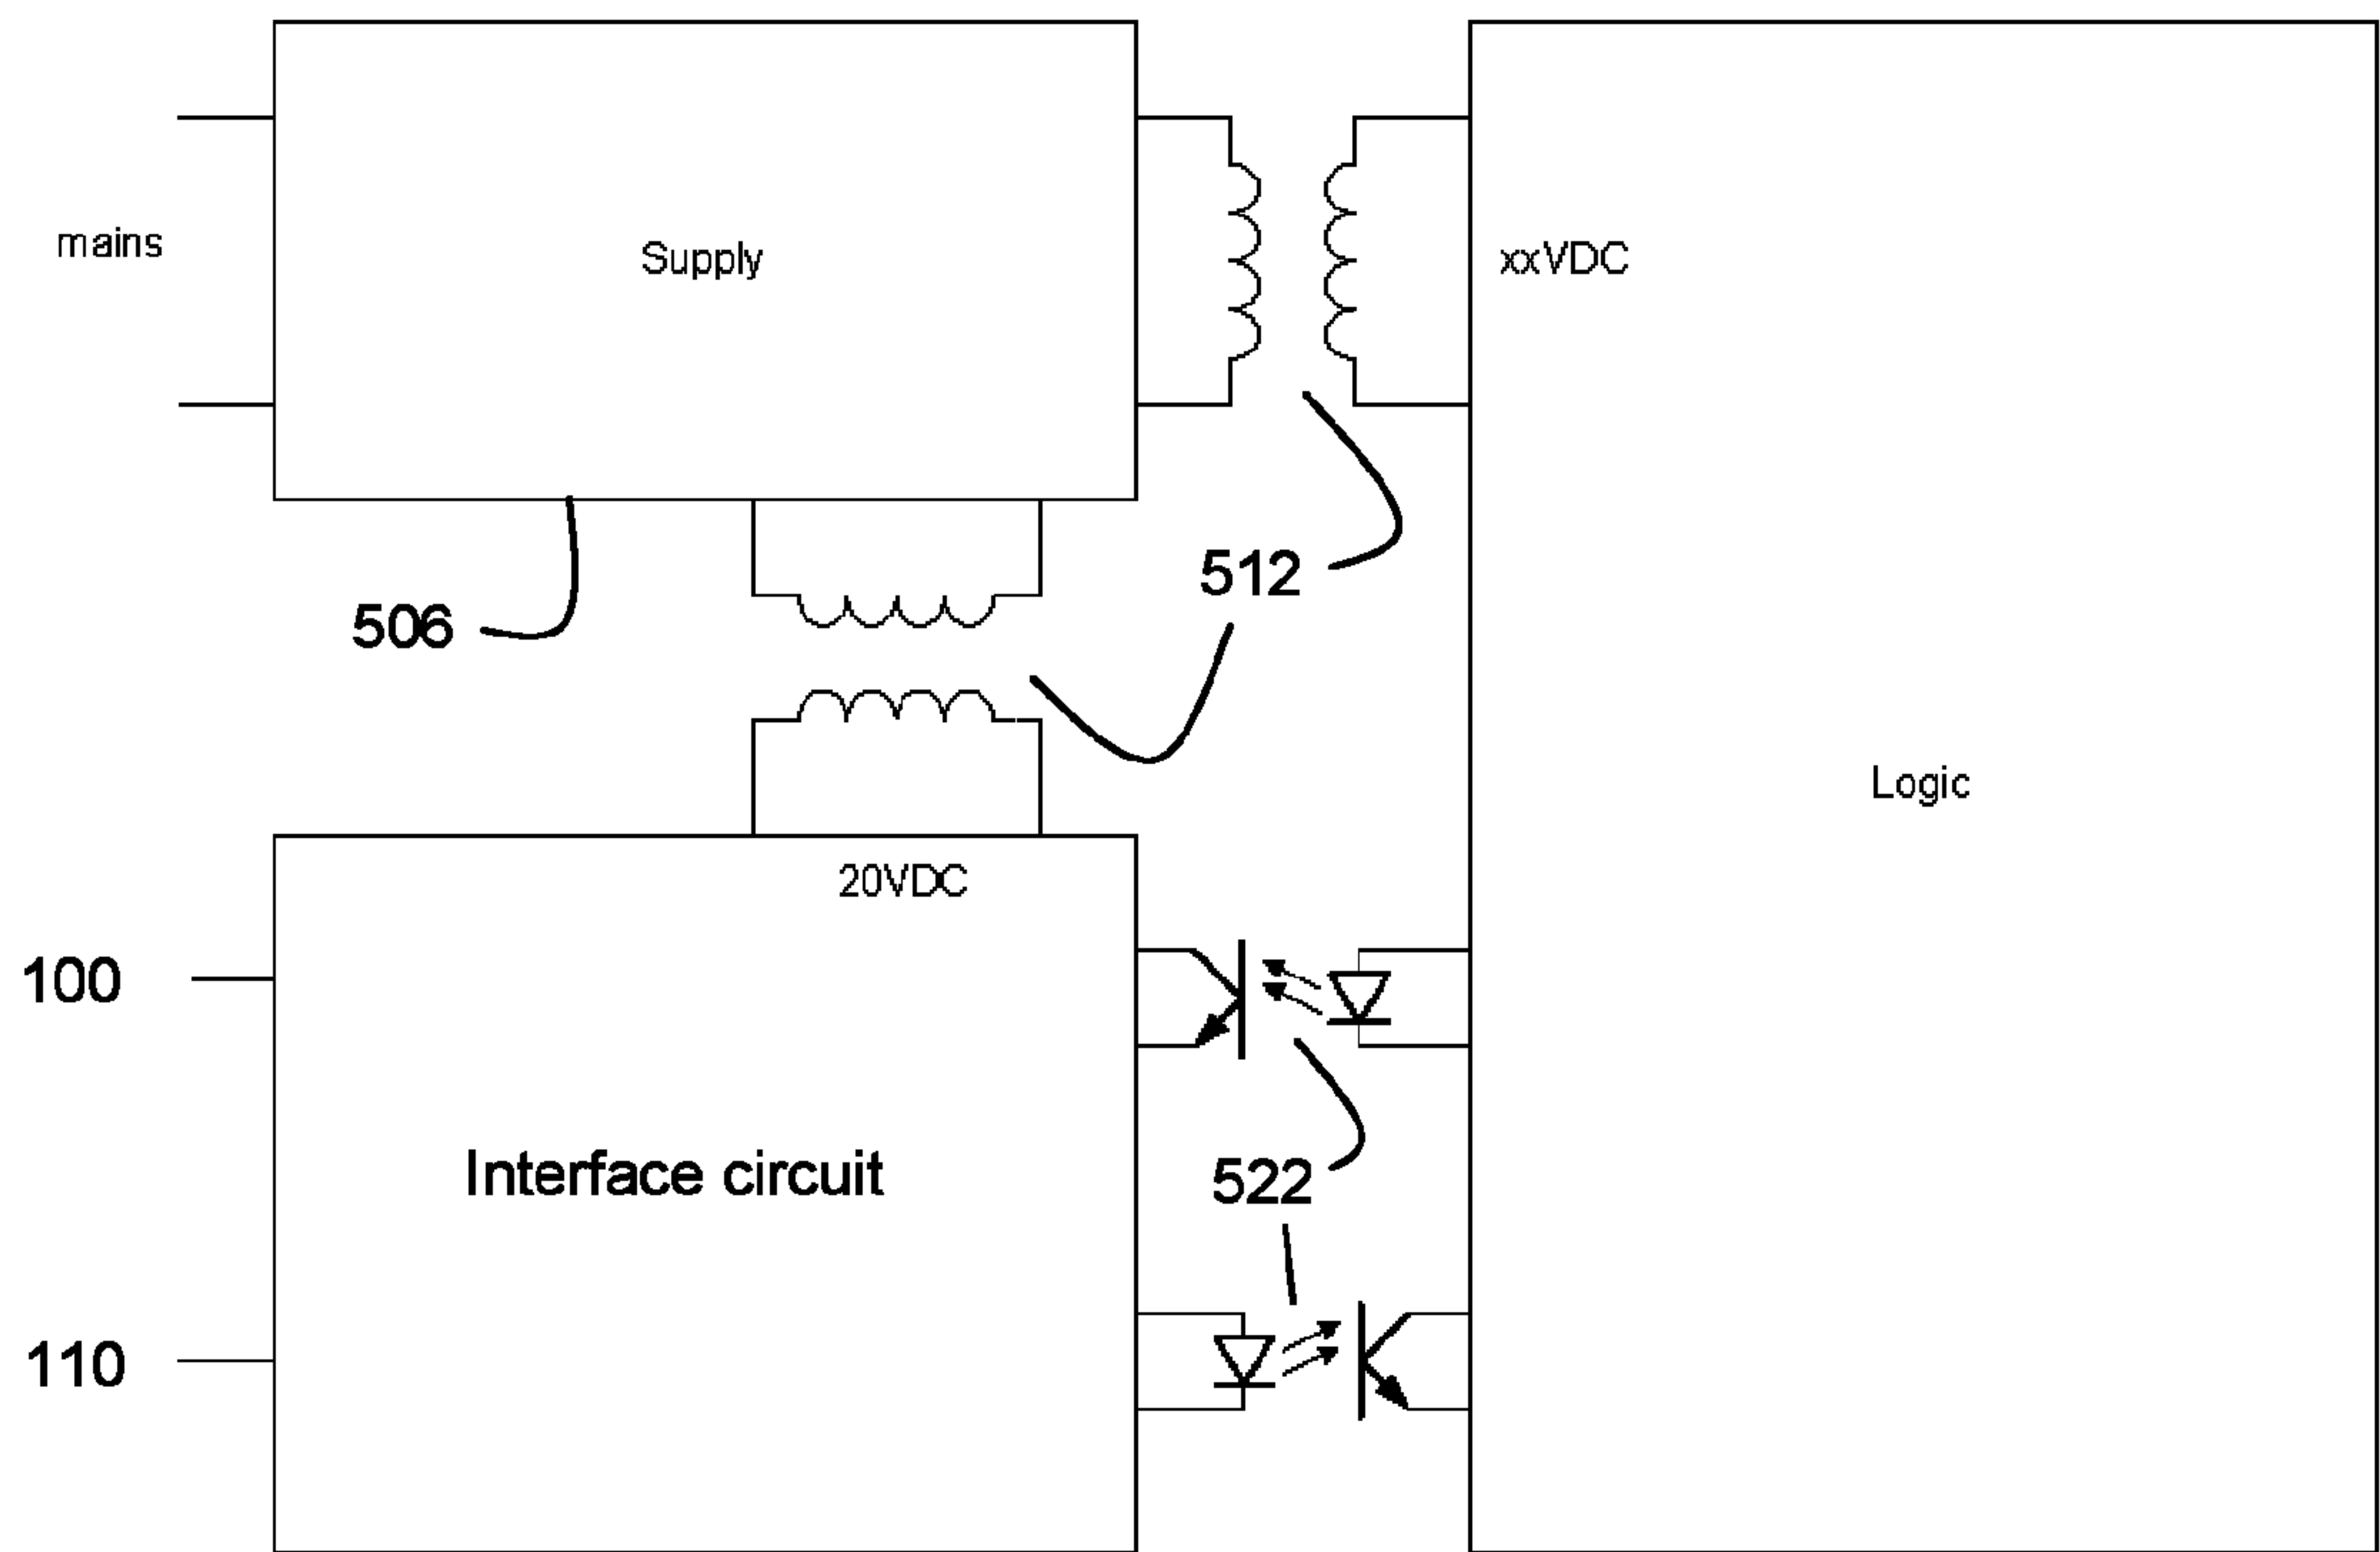 mains
Supply
xxVDC
512
506
Logic
20VDC
100
Interface circuit
522
110